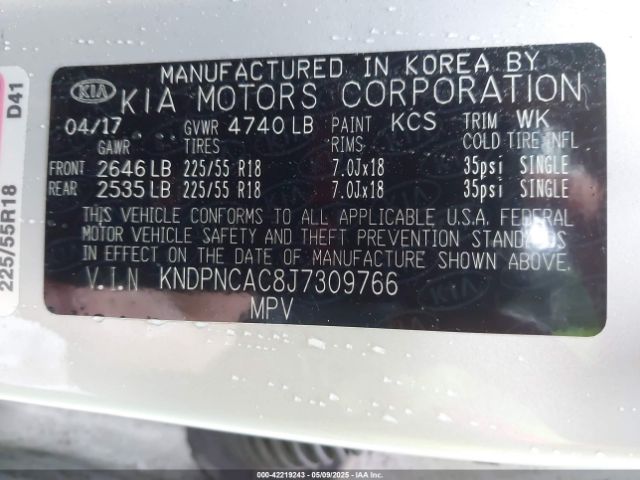 MANUFACTURED IN KOREA BY
KIA KIA MOTORS CORPORATION
04/17 GVWR 4740 LB PAINT KCS TRIM WK
GAWR TIRES RIMS COLD TIRE INFL
FRONT 2646 LB 225/55 R18 7.0Jx18 35psi SINGLE
REAR 2535 LB 225/55 R18 7.0Jx18 35psi SINGLE
THIS VEHICLE CONFORMS TO ALL APPLICABLE U.S.A. FEDERAL
MOTOR VEHICLE SAFETY AND THEFT PREVENTION STANDARDS
IN EFFECT ON THE DATE OF MANUFACTURE SHOWN ABOVE.
V.I.N KNDPNCAC8J7309766
MPV
225/55R18 D41
000-42219243 - 05/09/2025 - IAAI.COM